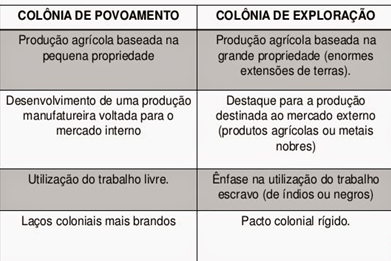 COLÔNIA DE POVOAMENTO
COLÔNIA DE EXPLORAÇÃO
Produção agrícola baseada na
pequena propriedade
Produção agrícola baseada na
grande propriedade (enormes
extensões de terras).
Desenvolvimento de uma produção
manufatureira voltada para o
mercado interno
Destaque para a produção
destinada ao mercado externo
(produtos agrícolas ou metais
nobres)
Utilização do trabalho livre.
Ênfase na utilização do trabalho
escravo (de índios ou negros)
Laços coloniais mais brandos
Pacto colonial rígido.